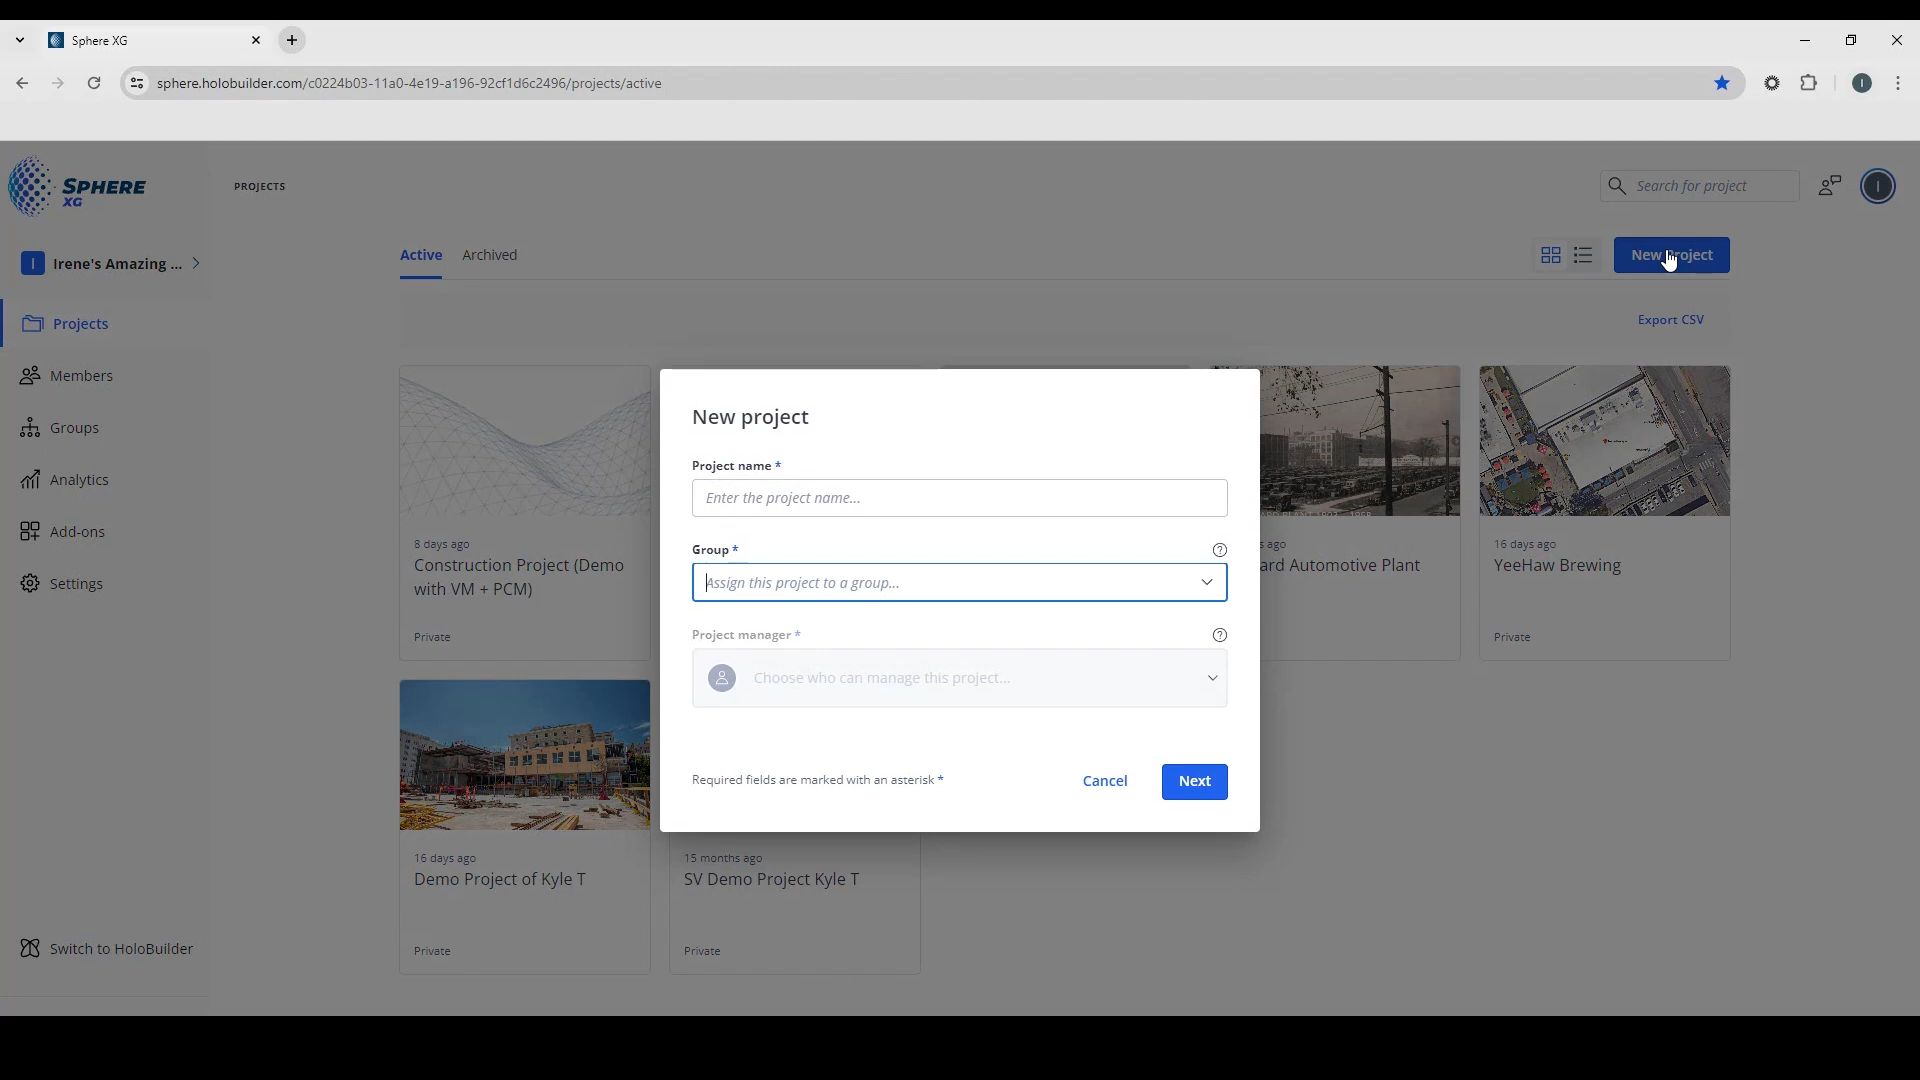 Sphere XG
sphere.holobuilder.com/c0224b03-11a0-4e19-a196-92cf1d6c2496/projects/active
I
SPHERE
XG
PROJECTS
Search for project
I
I
Irene's Amazing ...
Active
Archived
New Project
Projects
Export CSV
Members
Groups
Analytics
Add-ons
Settings
8 days ago
Construction Project (Demo
with VM + PCM)
Private
s ago
ard Automotive Plant
16 days ago
YeeHaw Brewing
Private
New project
Project name *
Enter the project name...
Group *
Assign this project to a group...
Project manager *
Choose who can manage this project...
Required fields are marked with an asterisk *
Cancel
Next
16 days ago
Demo Project of Kyle T
Private
15 months ago
SV Demo Project Kyle T
Private
Switch to HoloBuilder